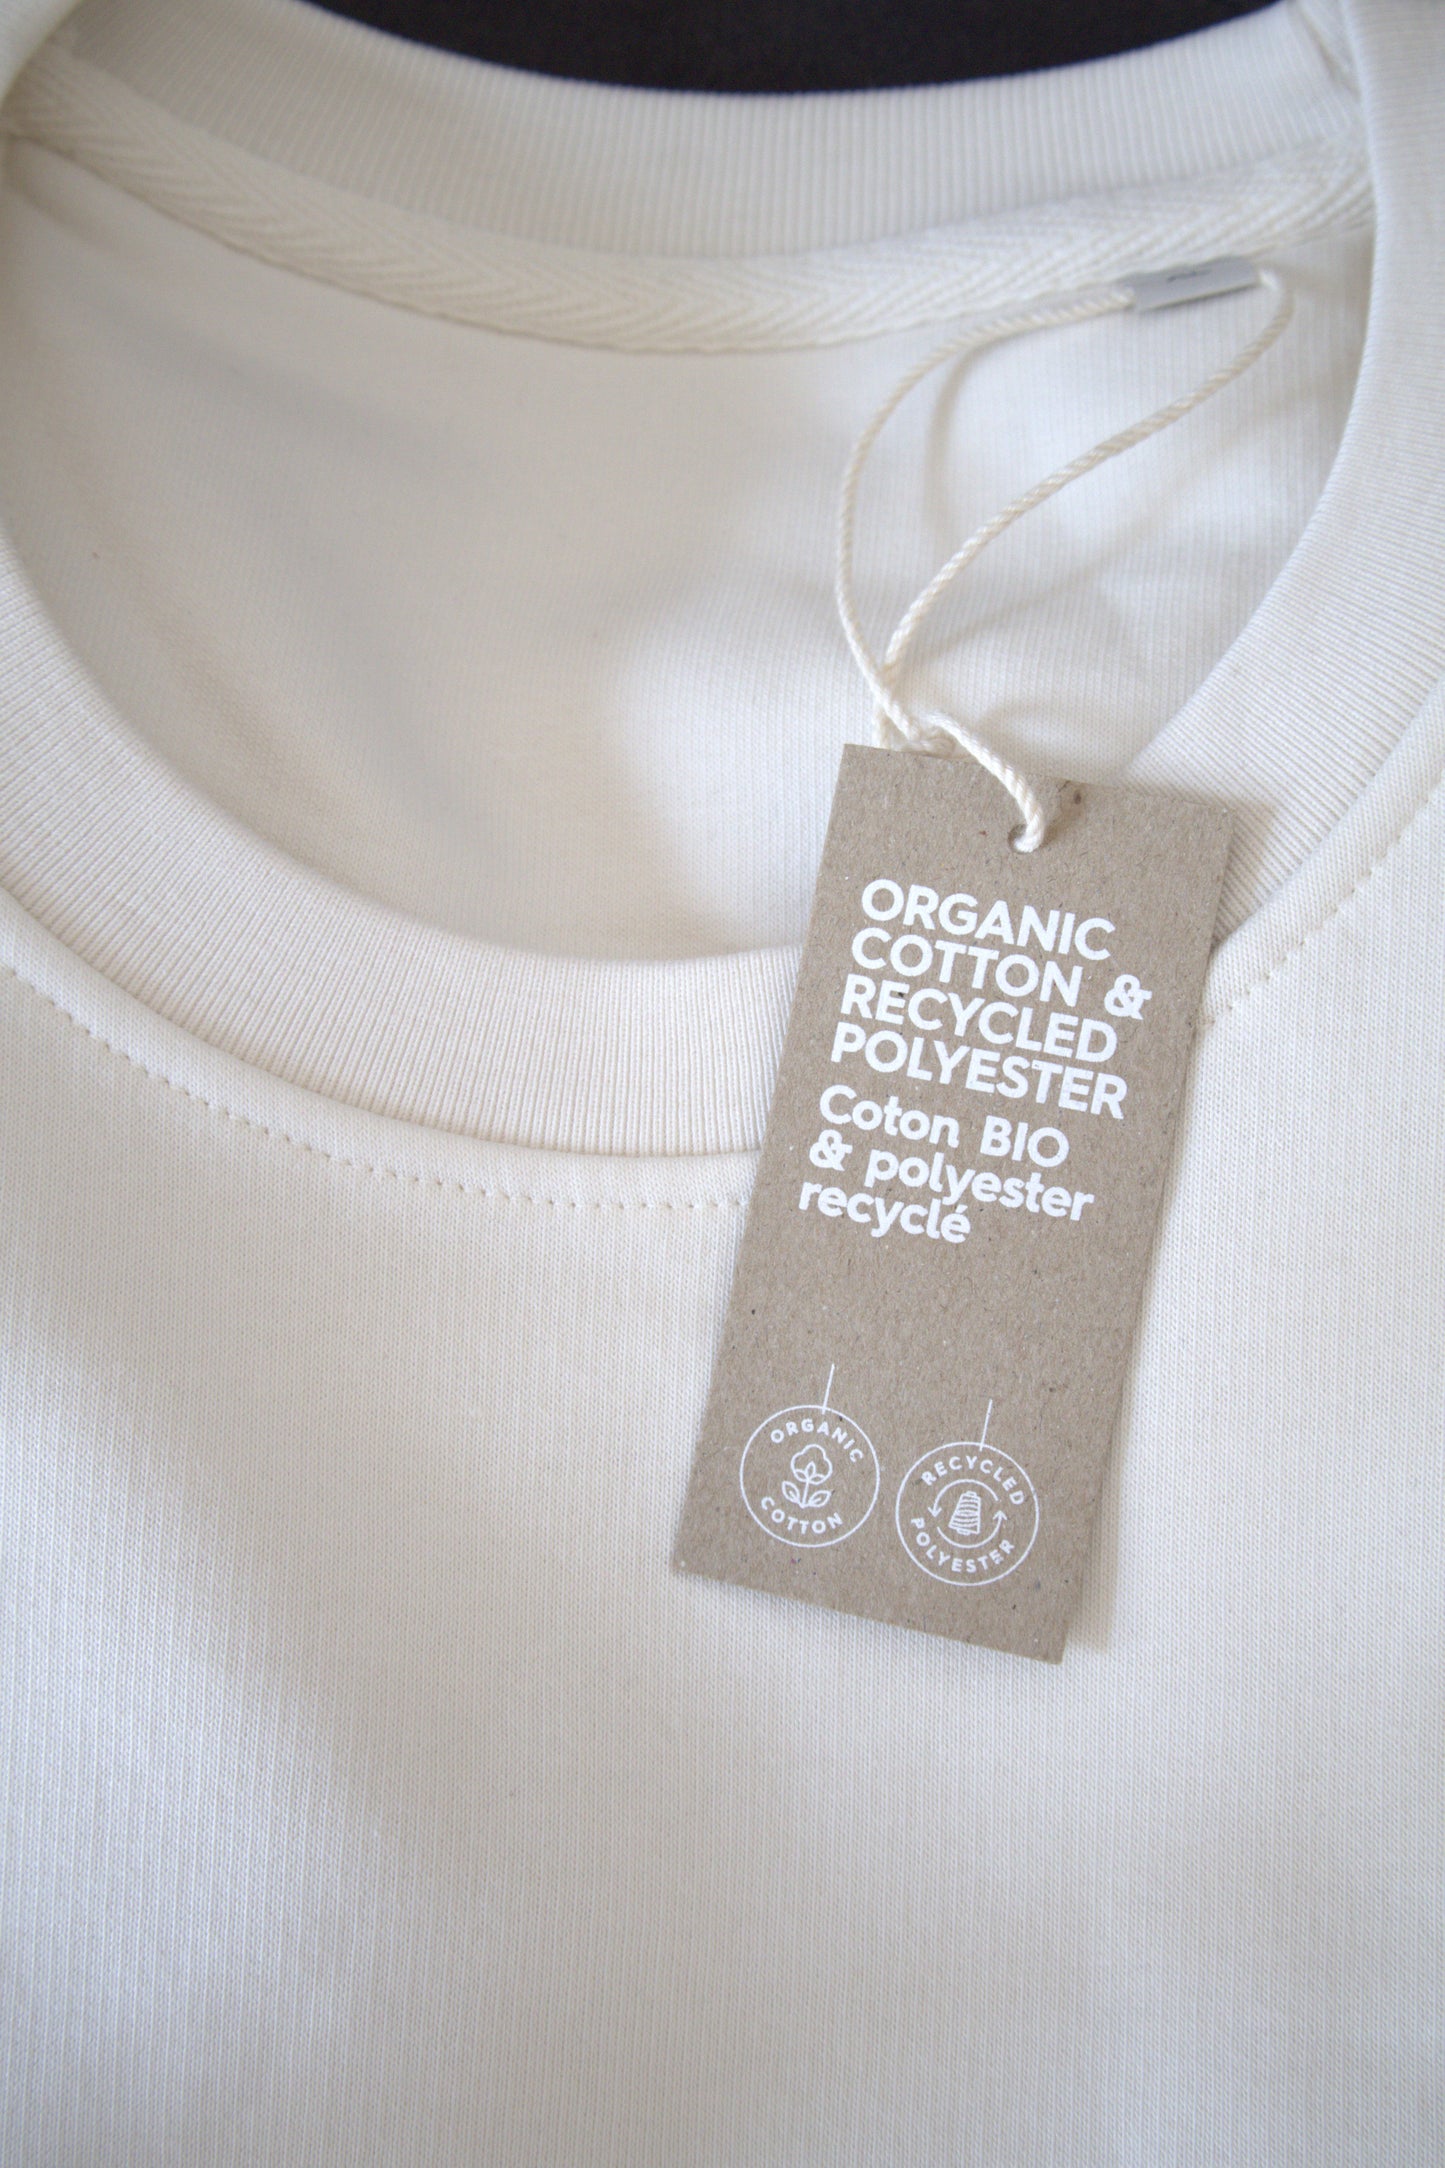 ORGANIC
COTTON &
RECYCLED
POLYESTER
Coton BIO
& polyester
recyclé
ORGANIC
COTTON
RECYCLED
POLYESTER